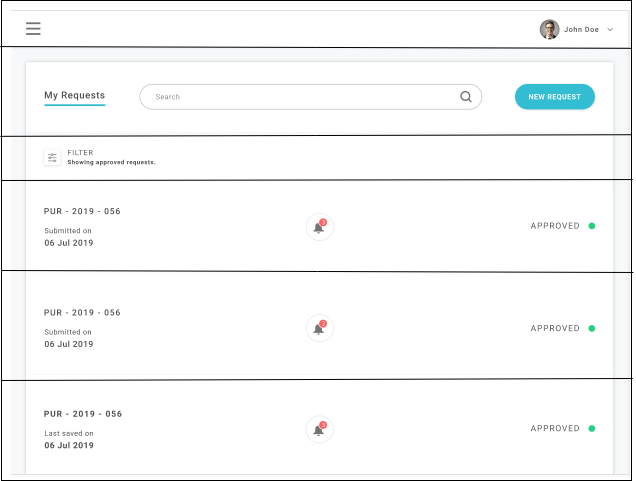 John Doe
My Requests
Search
NEW REQUEST
FILTER
Showing approved requests.
PUR - 2019 - 056
Submitted on
06 Jul 2019
3
APPROVED
PUR - 2019 - 056
Submitted on
06 Jul 2019
3
APPROVED
PUR - 2019 - 056
Last saved on
06 Jul 2019
3
APPROVED